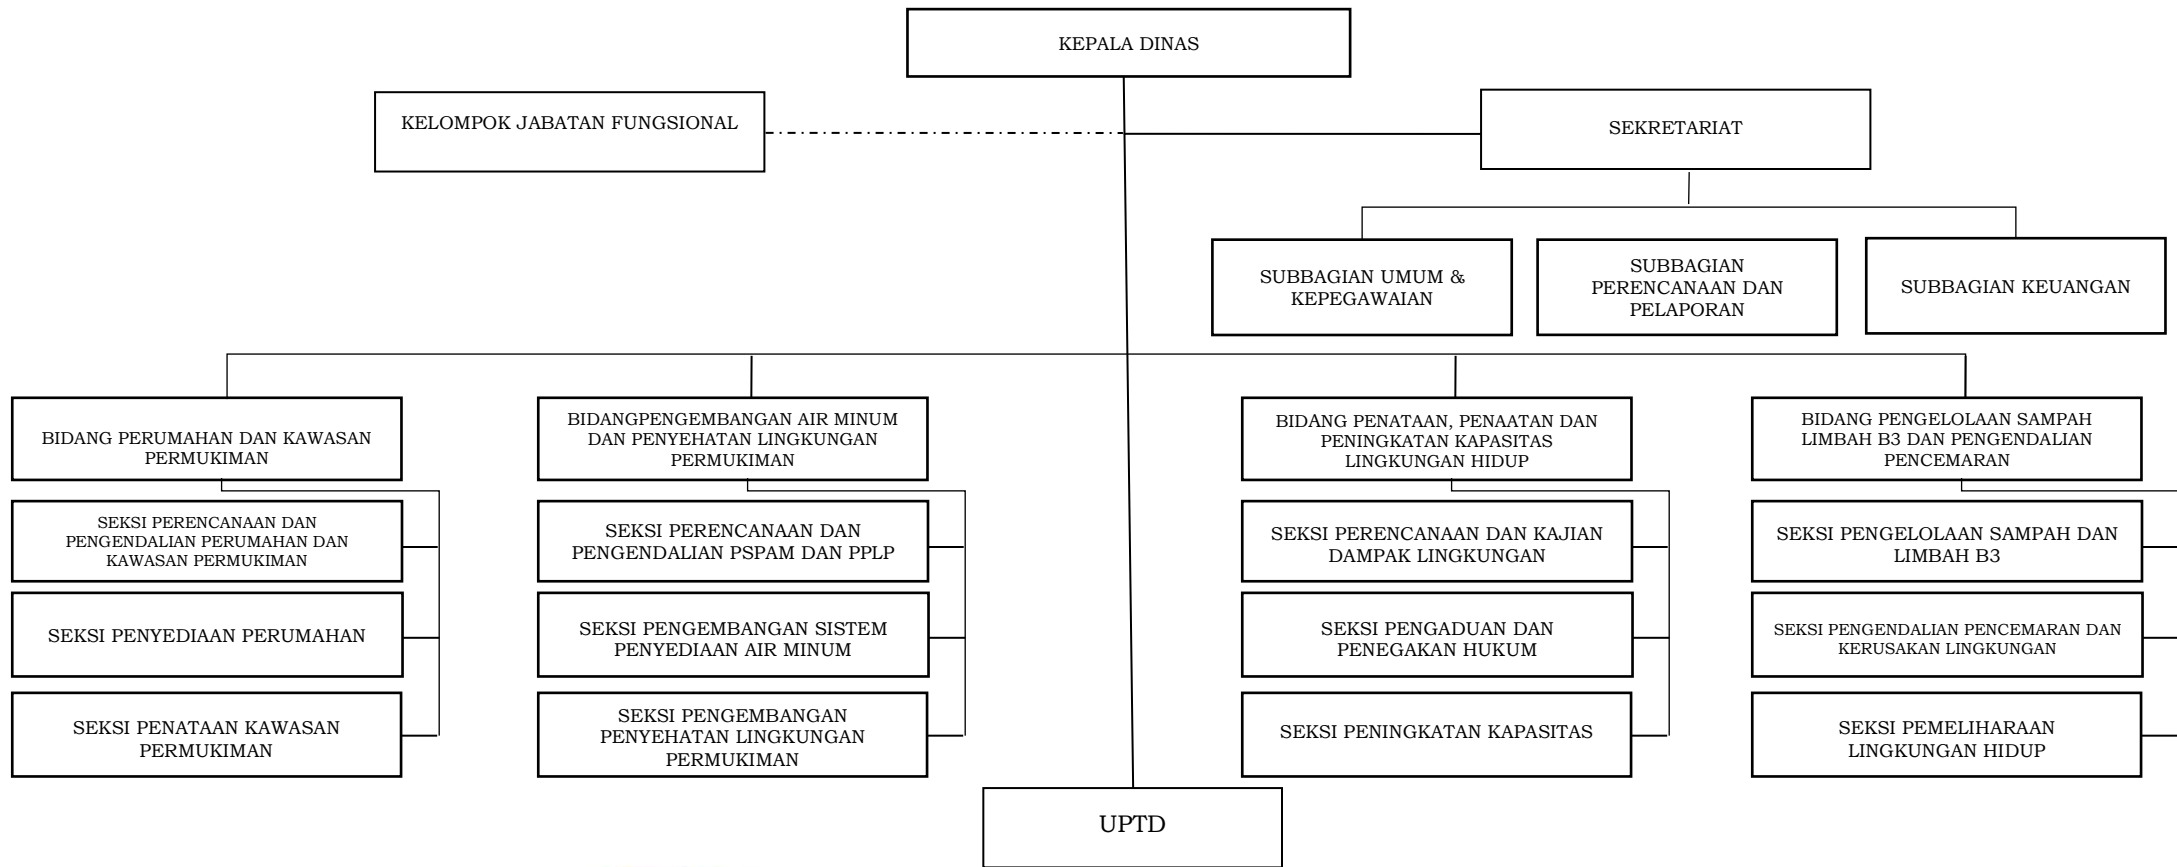 KEPALA DINAS
KELOMPOK JABATAN FUNGSIONAL
SEKRETARIAT
SUBBAGIAN UMUM &
KEPEGAWAIAN
SUBBAGIAN
PERENCANAAN DAN
PELAPORAN
SUBBAGIAN KEUANGAN
BIDANG PERUMAHAN DAN KAWASAN
PERMUKIMAN
BIDANGPENGEMBANGAN AIR MINUM
DAN PENYEHATAN LINGKUNGAN
PERMUKIMAN
BIDANG PENATAAN, PENAATAN DAN
PENINGKATAN KAPASITAS
LINGKUNGAN HIDUP
BIDANG PENGELOLAAN SAMPAH
LIMBAH B3 DAN PENGENDALIAN
PENCEMARAN
SEKSI PERENCANAAN DAN
PENGENDALIAN PERUMAHAN DAN
KAWASAN PERMUKIMAN
SEKSI PERENCANAAN DAN
PENGENDALIAN PSPAM DAN PPLP
SEKSI PERENCANAAN DAN KAJIAN
DAMPAK LINGKUNGAN
SEKSI PENGELOLAAN SAMPAH DAN
LIMBAH B3
SEKSI PENYEDIAAN PERUMAHAN
SEKSI PENGEMBANGAN SISTEM
PENYEDIAAN AIR MINUM
SEKSI PENGADUAN DAN
PENEGAKAN HUKUM
SEKSI PENGENDALIAN PENCEMARAN DAN
KERUSAKAN LINGKUNGAN
SEKSI PENATAAN KAWASAN
PERMUKIMAN
SEKSI PENGEMBANGAN
PENYEHATAN LINGKUNGAN
PERMUKIMAN
SEKSI PENINGKATAN KAPASITAS
SEKSI PEMELIHARAAN
LINGKUNGAN HIDUP
UPTD